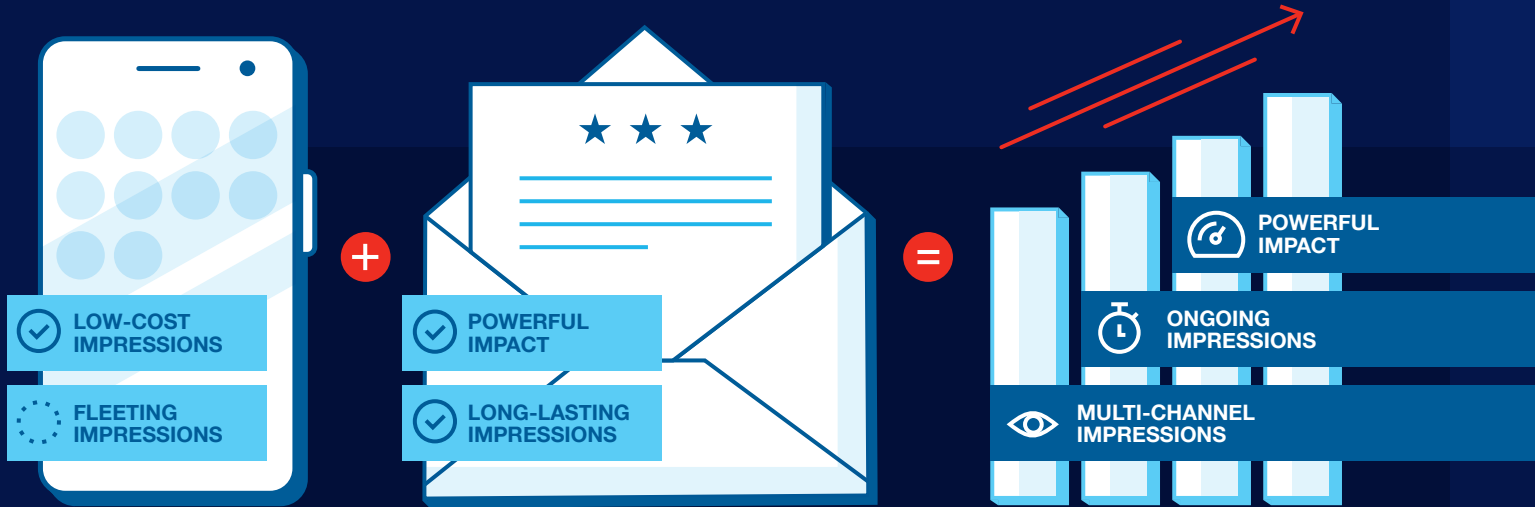 LOW-COST
IMPRESSIONS
FLEETING
IMPRESSIONS
+
POWERFUL
IMPACT
LONG-LASTING
IMPRESSIONS
=
POWERFUL
IMPACT
ONGOING
IMPRESSIONS
MULTI-CHANNEL
IMPRESSIONS